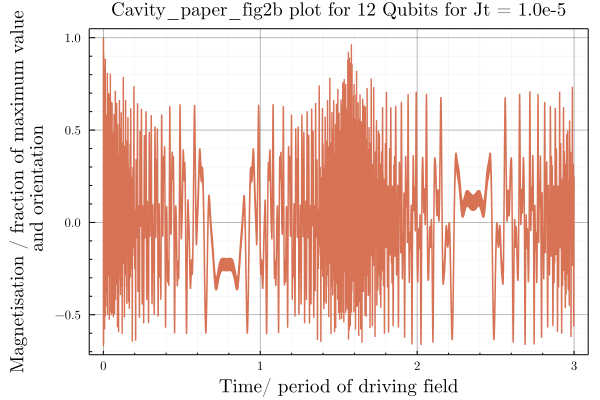 Cavity_paper_fig2b plot for 12 Qubits for Jt = 1.0e-5
Magnetisation / fraction of maximum value
and orientation
1.0
0.5
0.0
−0.5
0
1
2
3
Time/ period of driving field